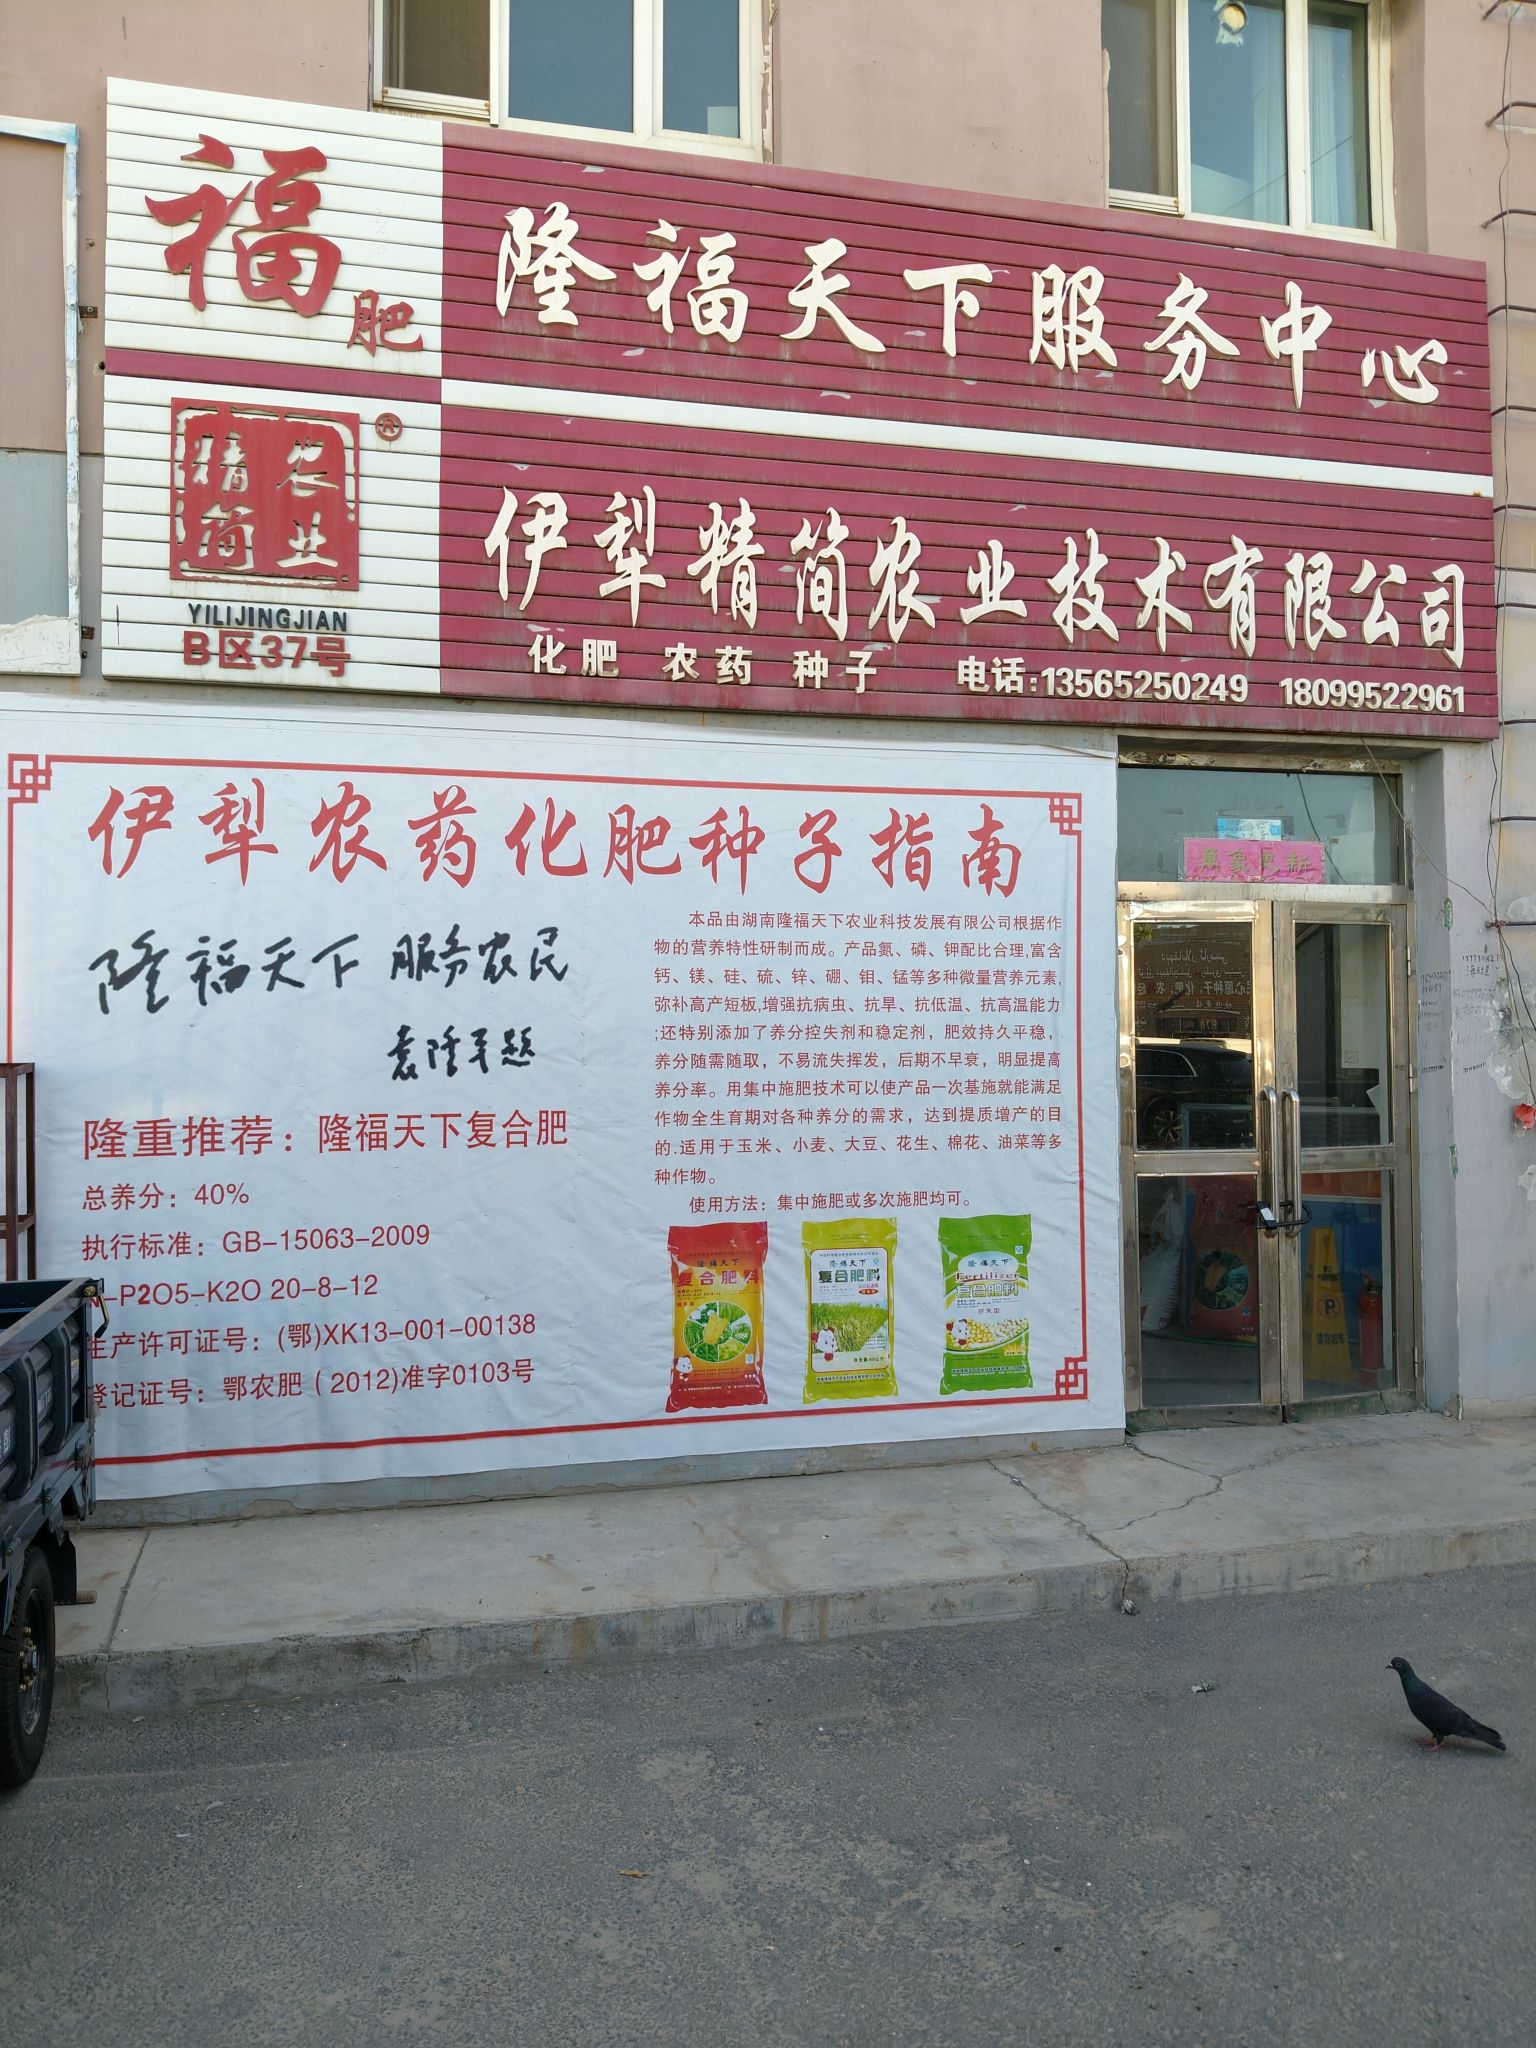 福肥
隆福天下服务中心
精简农业
®
YILIJINGJIAN
B区37号
伊犁精简农业技术有限公司
化肥 农药 种子 电话:13565250249 18099522961
伊犁农药化肥种子指南
隆福天下 服务农民
袁隆平题
隆重推荐：隆福天下复合肥
总养分：40%
执行标准：GB-15063-2009
N-P2O5-K2O 20-8-12
生产许可证号：(鄂)XK13-001-00138
登记证号：鄂农肥（2012)准字0103号
本品由湖南隆福天下农业科技发展有限公司根据作
物的营养特性研制而成。产品氮、磷、钾配比合理,富含
钙、镁、硅、硫、锌、硼、钼、锰等多种微量营养元素,
弥补高产短板,增强抗病虫、抗旱、抗低温、抗高温能力
;还特别添加了养分控失剂和稳定剂，肥效持久平稳，
养分随需随取，不易流失挥发，后期不早衰，明显提高
养分率。用集中施肥技术可以使产品一次基施就能满足
作物全生育期对各种养分的需求，达到提质增产的目
的.适用于玉米、小麦、大豆、花生、棉花、油菜等多
种作物。
使用方法：集中施肥或多次施肥均可。
隆福天下
复合肥料
隆福天下
复合肥料
隆福天下
Fertilizer
复合肥料
控失型
万象更新
请勿泊车